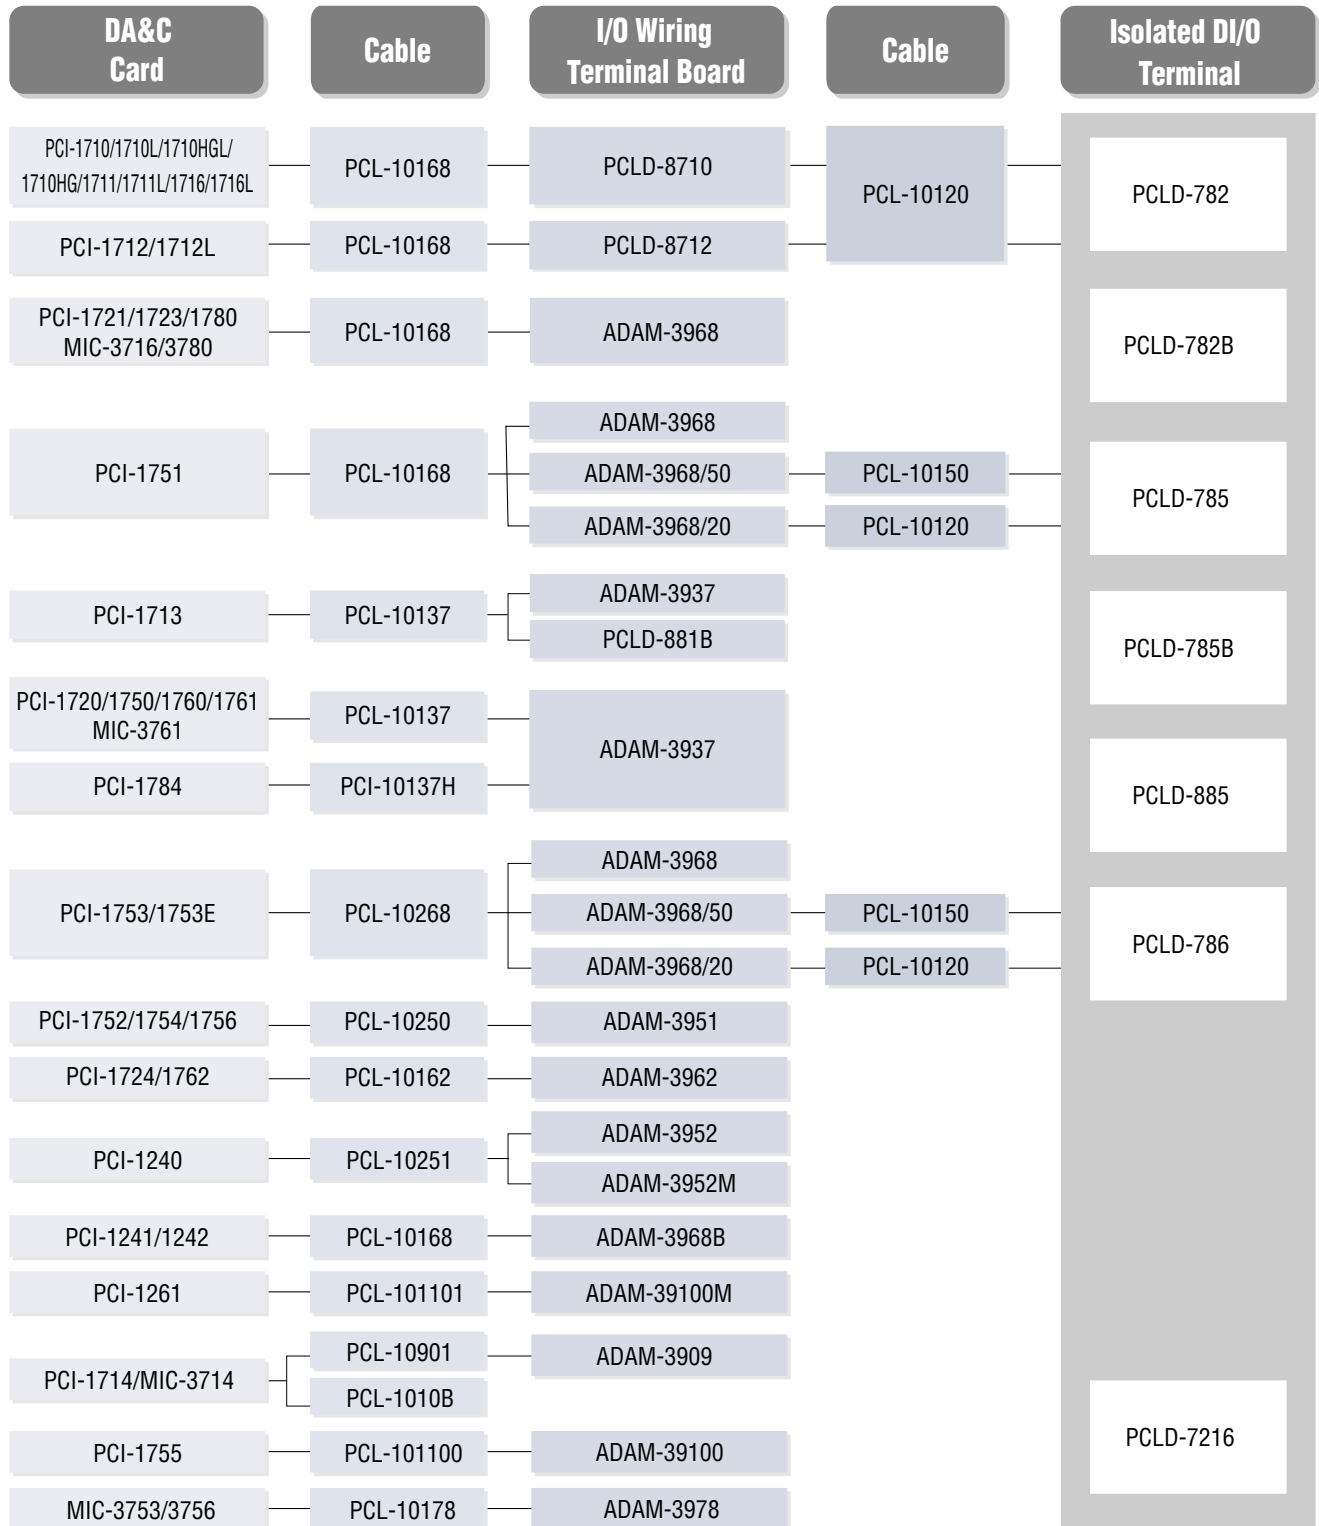 DA&C
Card
Cable
I/O Wiring
Terminal Board
Cable
Isolated DI/O
Terminal
PCI-1710/1710L/1710HGL/
1710HG/1711/1711L/1716/1716L
PCL-10168
PCLD-8710
PCL-10120
PCLD-782
PCI-1712/1712L
PCL-10168
PCLD-8712
PCI-1721/1723/1780
MIC-3716/3780
PCL-10168
ADAM-3968
PCLD-782B
PCI-1751
PCL-10168
ADAM-3968
ADAM-3968/50
PCL-10150
ADAM-3968/20
PCL-10120
PCLD-785
PCI-1713
PCL-10137
ADAM-3937
PCLD-881B
PCLD-785B
PCI-1720/1750/1760/1761
MIC-3761
PCL-10137
ADAM-3937
PCI-1784
PCI-10137H
PCLD-885
PCI-1753/1753E
PCL-10268
ADAM-3968
ADAM-3968/50
PCL-10150
ADAM-3968/20
PCL-10120
PCLD-786
PCI-1752/1754/1756
PCL-10250
ADAM-3951
PCI-1724/1762
PCL-10162
ADAM-3962
PCI-1240
PCL-10251
ADAM-3952
ADAM-3952M
PCI-1241/1242
PCL-10168
ADAM-3968B
PCI-1261
PCL-101101
ADAM-39100M
PCI-1714/MIC-3714
PCL-10901
ADAM-3909
PCL-1010B
PCI-1755
PCL-101100
ADAM-39100
PCLD-7216
MIC-3753/3756
PCL-10178
ADAM-3978